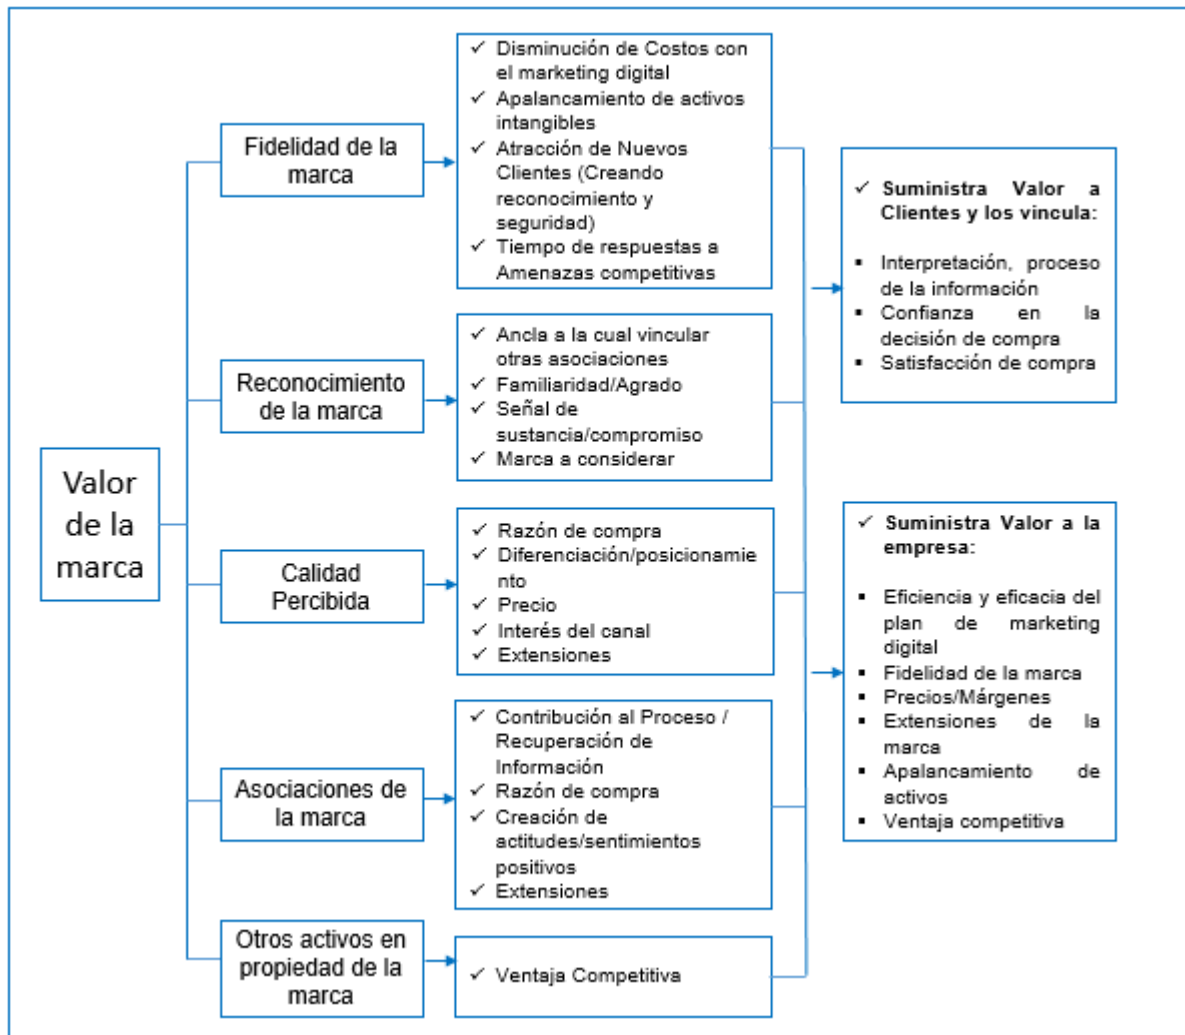 Valor
de la
marca
Fidelidad de la
marca
✓ Disminución de Costos con
el marketing digital
✓ Apalancamiento de activos
intangibles
✓ Atracción de Nuevos
Clientes (Creando
reconocimiento y
seguridad)
✓ Tiempo de respuestas a
Amenazas competitivas
Reconocimiento
de la marca
✓ Ancla a la cual vincular
otras asociaciones
✓ Familiaridad/Agrado
✓ Señal de
sustancia/compromiso
✓ Marca a considerar
Calidad
Percibida
✓ Razón de compra
✓ Diferenciación/posicionamie
nto
✓ Precio
✓ Interés del canal
✓ Extensiones
Asociaciones de
la marca
✓ Contribución al Proceso /
Recuperación de
Información
✓ Razón de compra
✓ Creación de
actitudes/sentimientos
positivos
✓ Extensiones
Otros activos en
propiedad de la
marca
✓ Ventaja Competitiva
✓ Suministra Valor a
Clientes y los vincula:
▪ Interpretación, proceso
de la información
▪ Confianza en la
decisión de compra
▪ Satisfacción de compra
✓ Suministra Valor a la
empresa:
▪ Eficiencia y eficacia del
plan de marketing
digital
▪ Fidelidad de la marca
▪ Precios/Márgenes
▪ Extensiones de la
marca
▪ Apalancamiento de
activos
▪ Ventaja competitiva